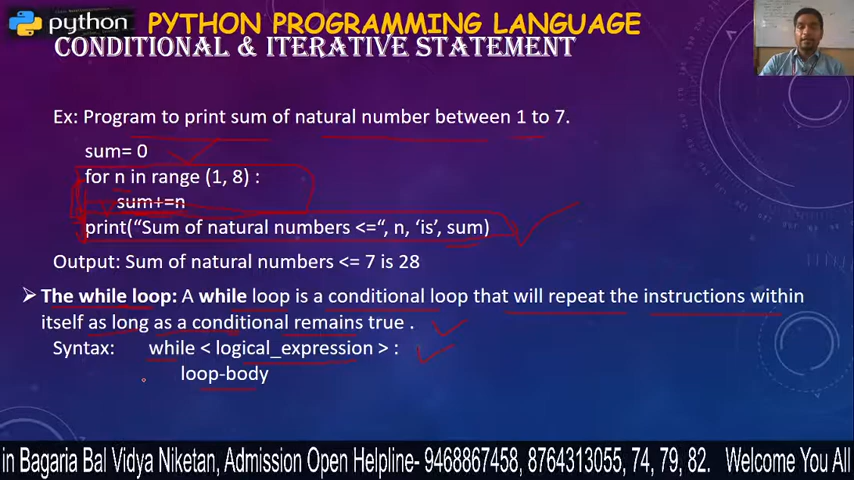 python
PYTHON PROGRAMMING LANGUAGE
CONDITIONAL & ITERATIVE STATEMENT
Ex: Program to print sum of natural number between 1 to 7.
sum= 0
for n in range (1, 8) :
sum+=n
print(“Sum of natural numbers <=“, n, ‘is’, sum)
Output: Sum of natural numbers <= 7 is 28
➢ The while loop: A while loop is a conditional loop that will repeat the instructions within
itself as long as a conditional remains true .
Syntax: while < logical_expression > :
loop-body
in Bagaria Bal Vidya Niketan, Admission Open Helpline- 9468867458, 8764313055, 74, 79, 82. Welcome You All